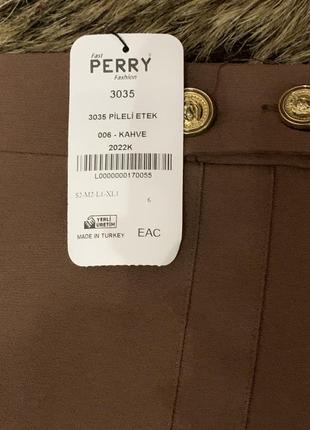 Fast
PERRY
Fashion
3035
3035 PİLELİ ETEK
006 - KAHVE
2022K
L0000000170055
S2-M2-L1-XL1
6
YERLİ
ÜRETİM
MADE IN TURKEY
EAC